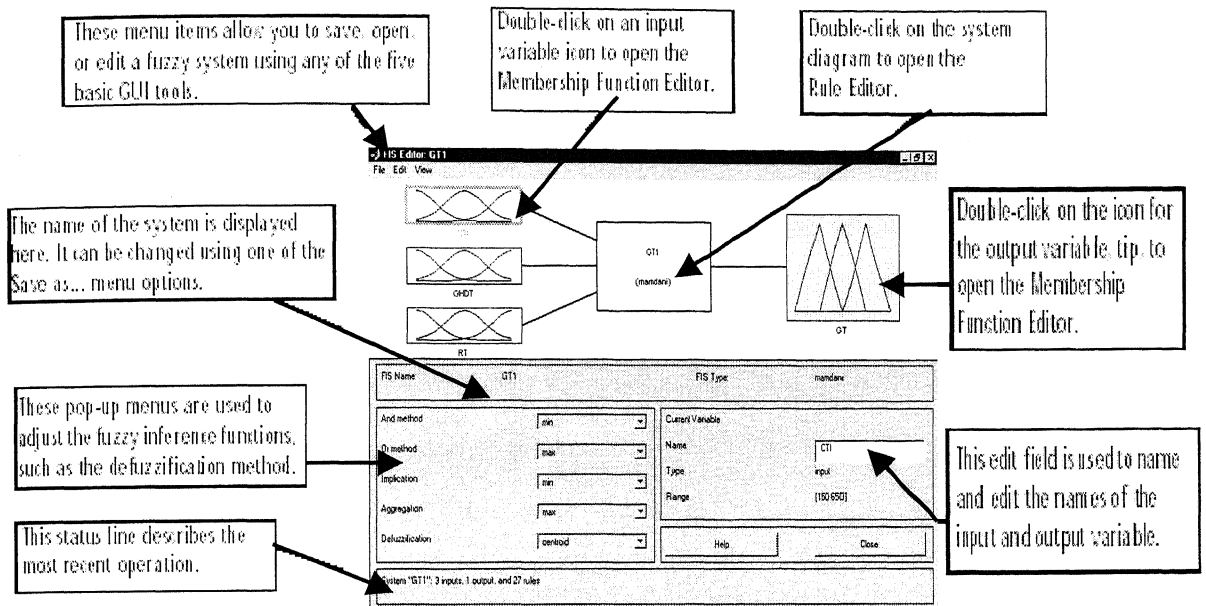 These menu items allow you to save, open,
or edit a fuzzy system using any of the five
basic GUI tools.
Double-click on an input
variable icon to open the
Membership Function Editor.
Double-click on the system
diagram to open the
Rule Editor.
FIS Editor: GT1
File Edit View
The name of the system is displayed
here. It can be changed using one of the
Save as... menu options.
GT1
(mamdani)
GHDT
RT
GT
Double-click on the icon for
the output variable, tip, to
open the Membership
Function Editor.
FIS Name GT1 FIS Type: mamdani
These pop-up menus are used to
adjust the fuzzy inference functions,
such as the defuzzification method.
And method min
Or method max
Implication min
Aggregation max
Defuzzification centroid
Current Variable
Name CTI
Type input
Range [160 650]
Help Close
This edit field is used to name
and edit the names of the
input and output variable.
This status line describes the
most recent operation.
System "GT1": 3 inputs, 1 output, and 27 rules